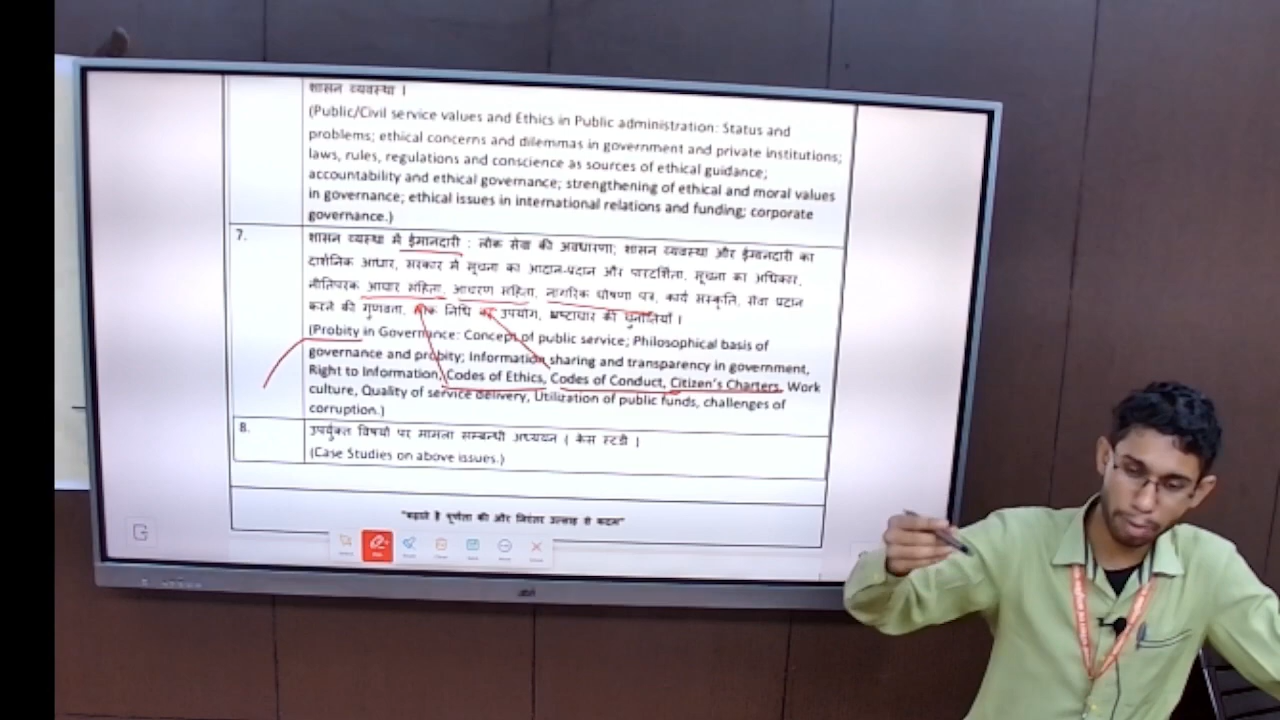 शासन व्यवस्था ।
(Public/Civil service values and Ethics in Public administration: Status and
problems; ethical concerns and dilemmas in government and private institutions;
laws, rules, regulations and conscience as sources of ethical guidance;
accountability and ethical governance; strengthening of ethical and moral values
in governance; ethical issues in international relations and funding; corporate
governance.)
7.
शासन व्यस्था में ईमानदारी : लोक सेवा की अवधारणा; शासन व्यवस्था और ईमानदारी का
दार्शनिक आधार, सरकार में सूचना का आदान-प्रदान और पारदर्शिता, सूचना का अधिकार,
नीतिपरक आचार संहिता, आचरण संहिता, नागरिक घोषणा पत्र, कार्य संस्कृति, सेवा प्रदान
करने की गुणवता, लोक निधि का उपयोग, भ्रष्टाचार की चुनौतियाँ ।
(Probity in Governance: Concept of public service; Philosophical basis of
governance and probity; Information sharing and transparency in government,
Right to Information, Codes of Ethics, Codes of Conduct, Citizen's Charters, Work
culture, Quality of service delivery, Utilization of public funds, challenges of
corruption.)
8.
उपर्युक्त विषयों पर मामला सम्बन्धी अध्ययन ( केस स्टडी )
(Case Studies on above issues.)
"बढ़ाते है पूर्णता की और निरंतर उत्साह से कदम"